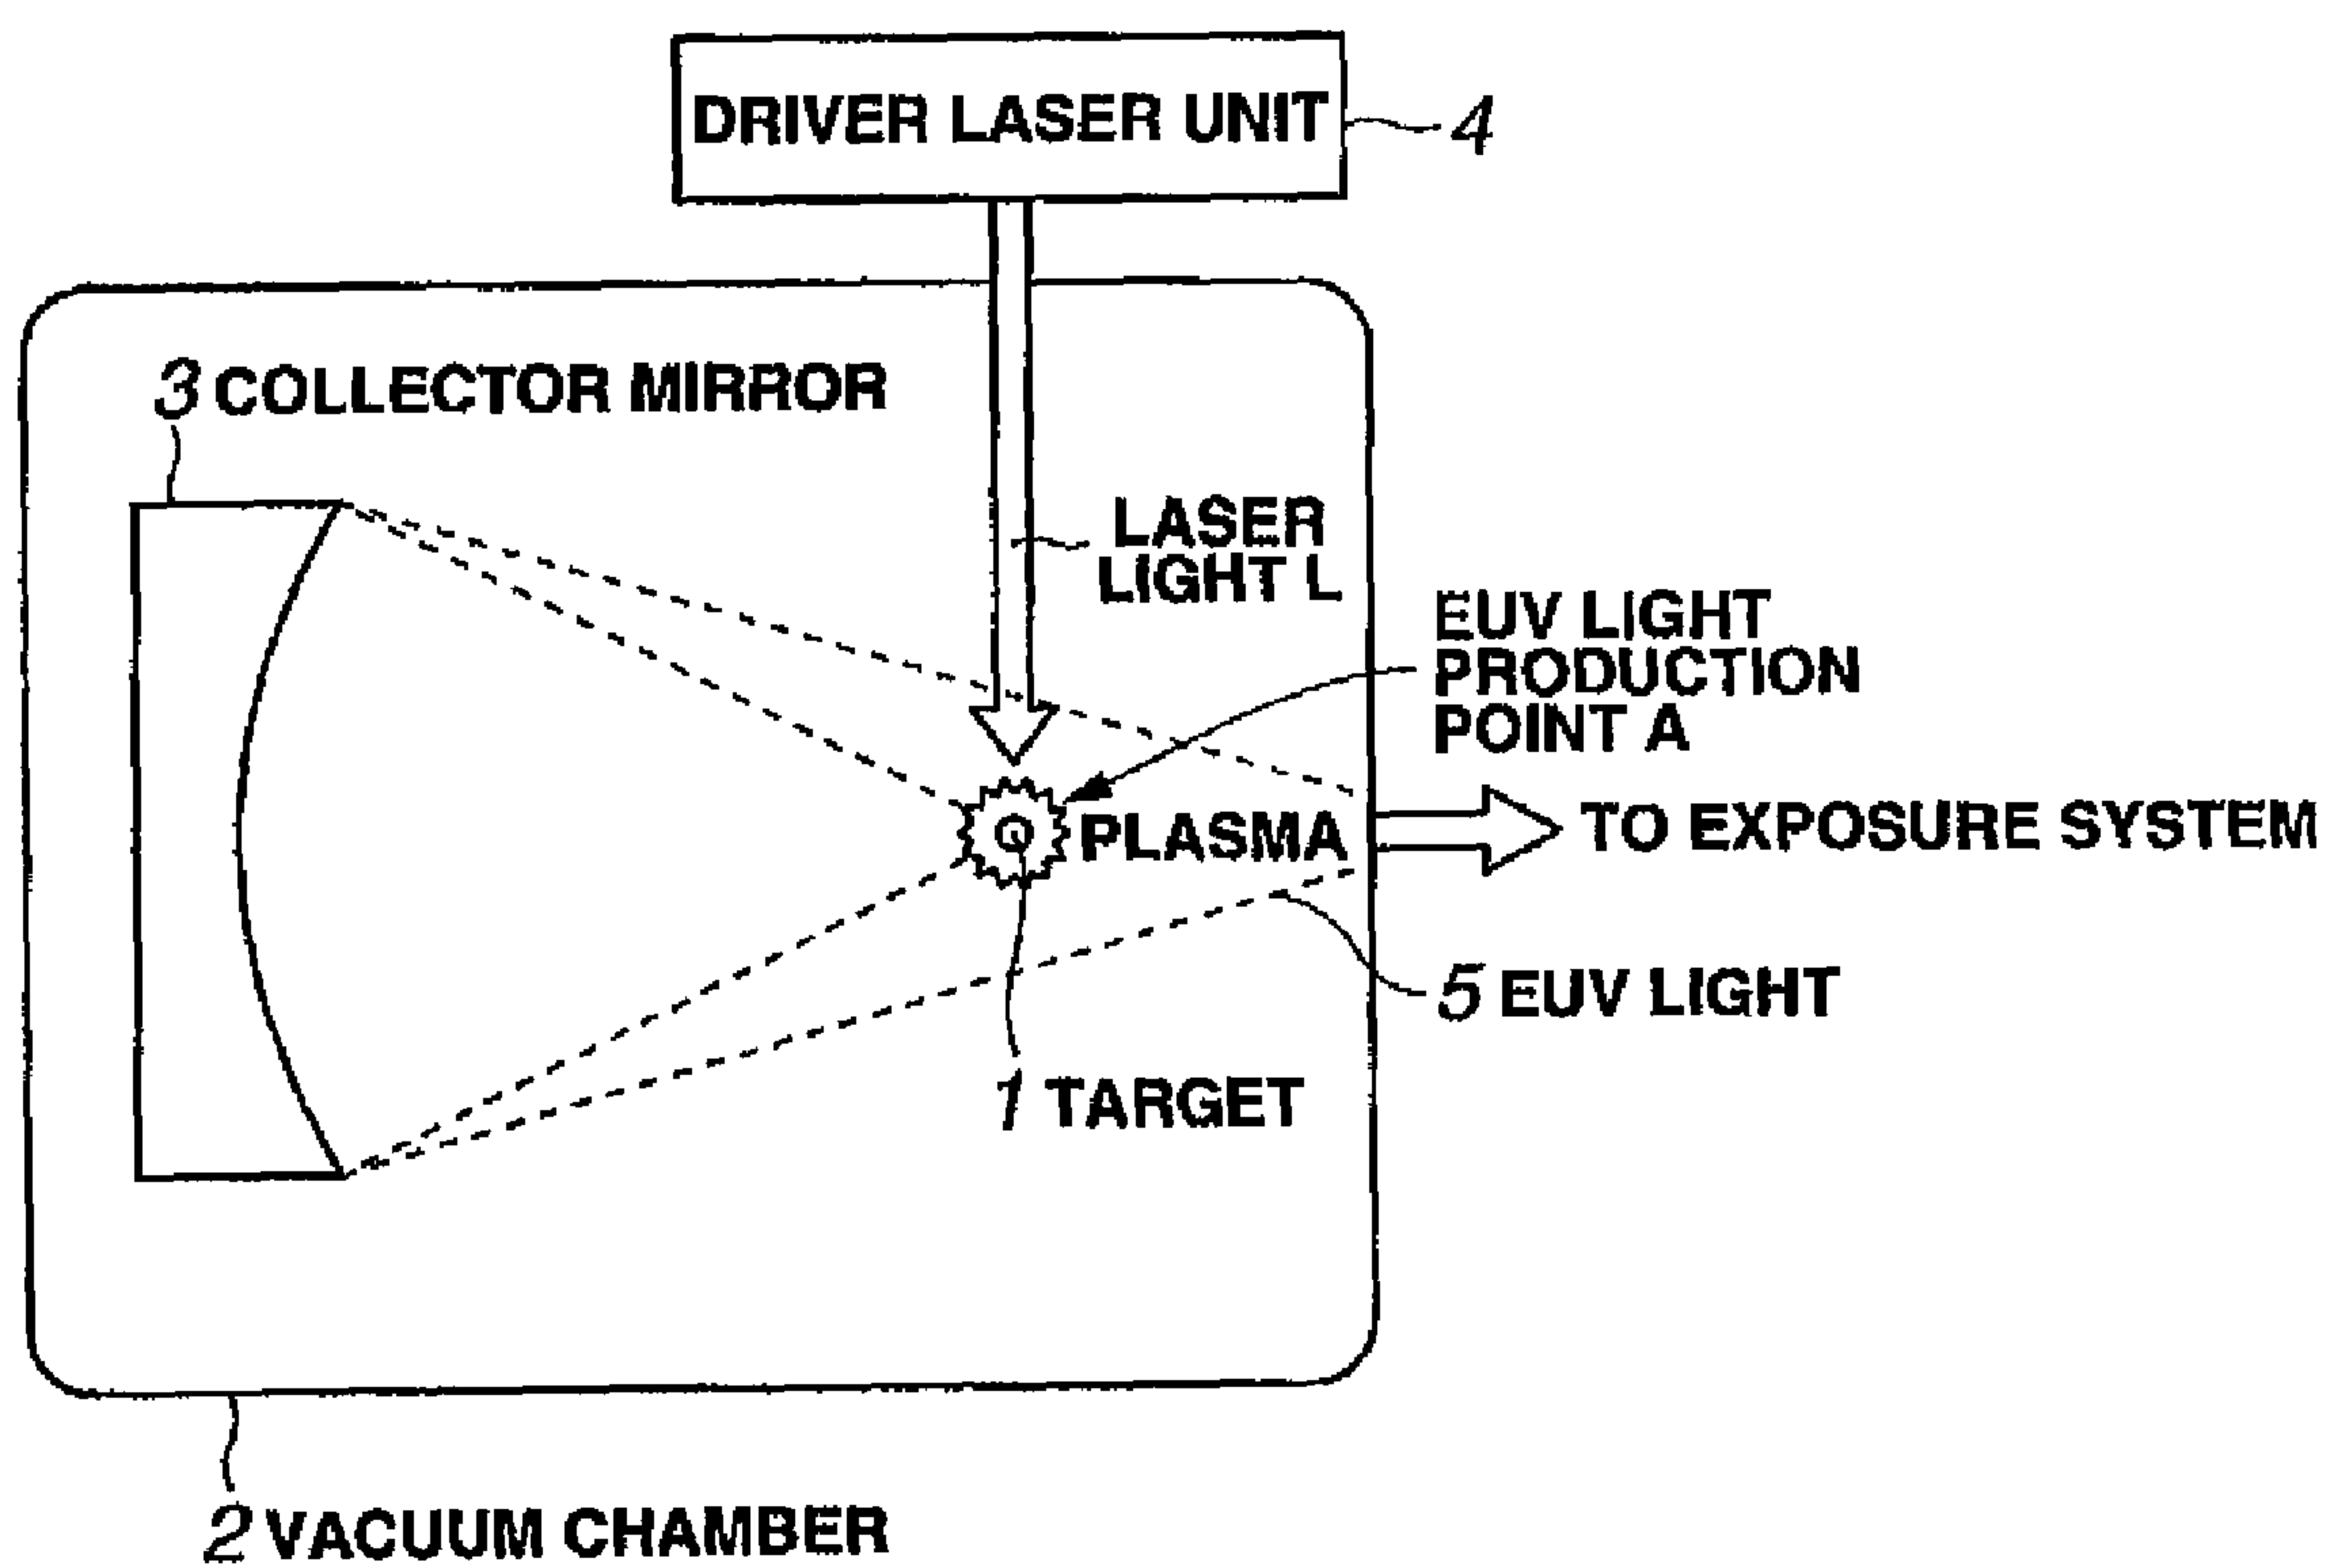 DRIVER LASER UNIT
4
3 COLLECTOR MIRROR
LASER
LIGHT L
EUV LIGHT
PRODUCTION
POINT A
PLASMA
TO EXPOSURE SYSTEM
5 EUV LIGHT
1 TARGET
2 VACUUM CHAMBER